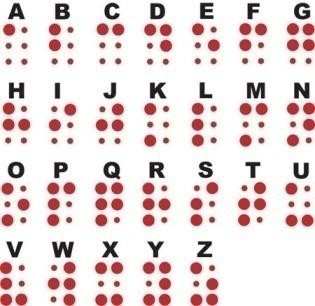 A B C D E F G
H I J K L M N
O P Q R S T U
V W X Y Z